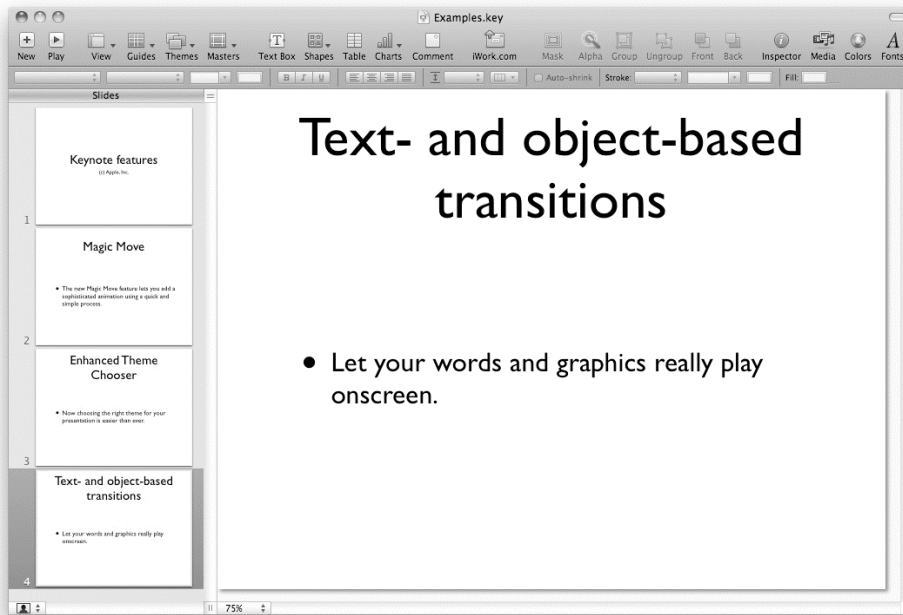 Examples.key
New Play View Guides Themes Masters Text Box Shapes Table Charts Comment iWork.com Mask Alpha Group Ungroup Front Back Inspector Media Colors Fonts
B I U Auto-shrink Stroke: Fill:
Slides
Keynote features
(c) Apple, Inc.
1
Magic Move
• The new Magic Move feature lets you add a
sophisticated animation using a quick and
simple process.
2
Enhanced Theme
Chooser
• Now choosing the right theme for your
presentation is easier than ever.
3
Text- and object-based
transitions
• Let your words and graphics really play
onscreen.
4
Text- and object-based
transitions
• Let your words and graphics really play
onscreen.
75%